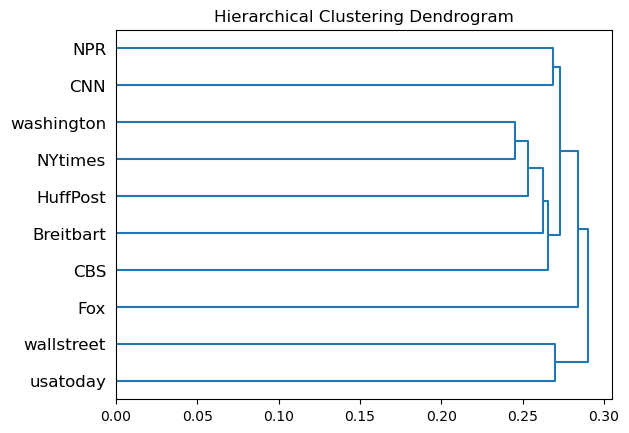 Hierarchical Clustering Dendrogram
NPR
CNN
washington
NYtimes
HuffPost
Breitbart
CBS
Fox
wallstreet
usatoday
0.00 0.05 0.10 0.15 0.20 0.25 0.30